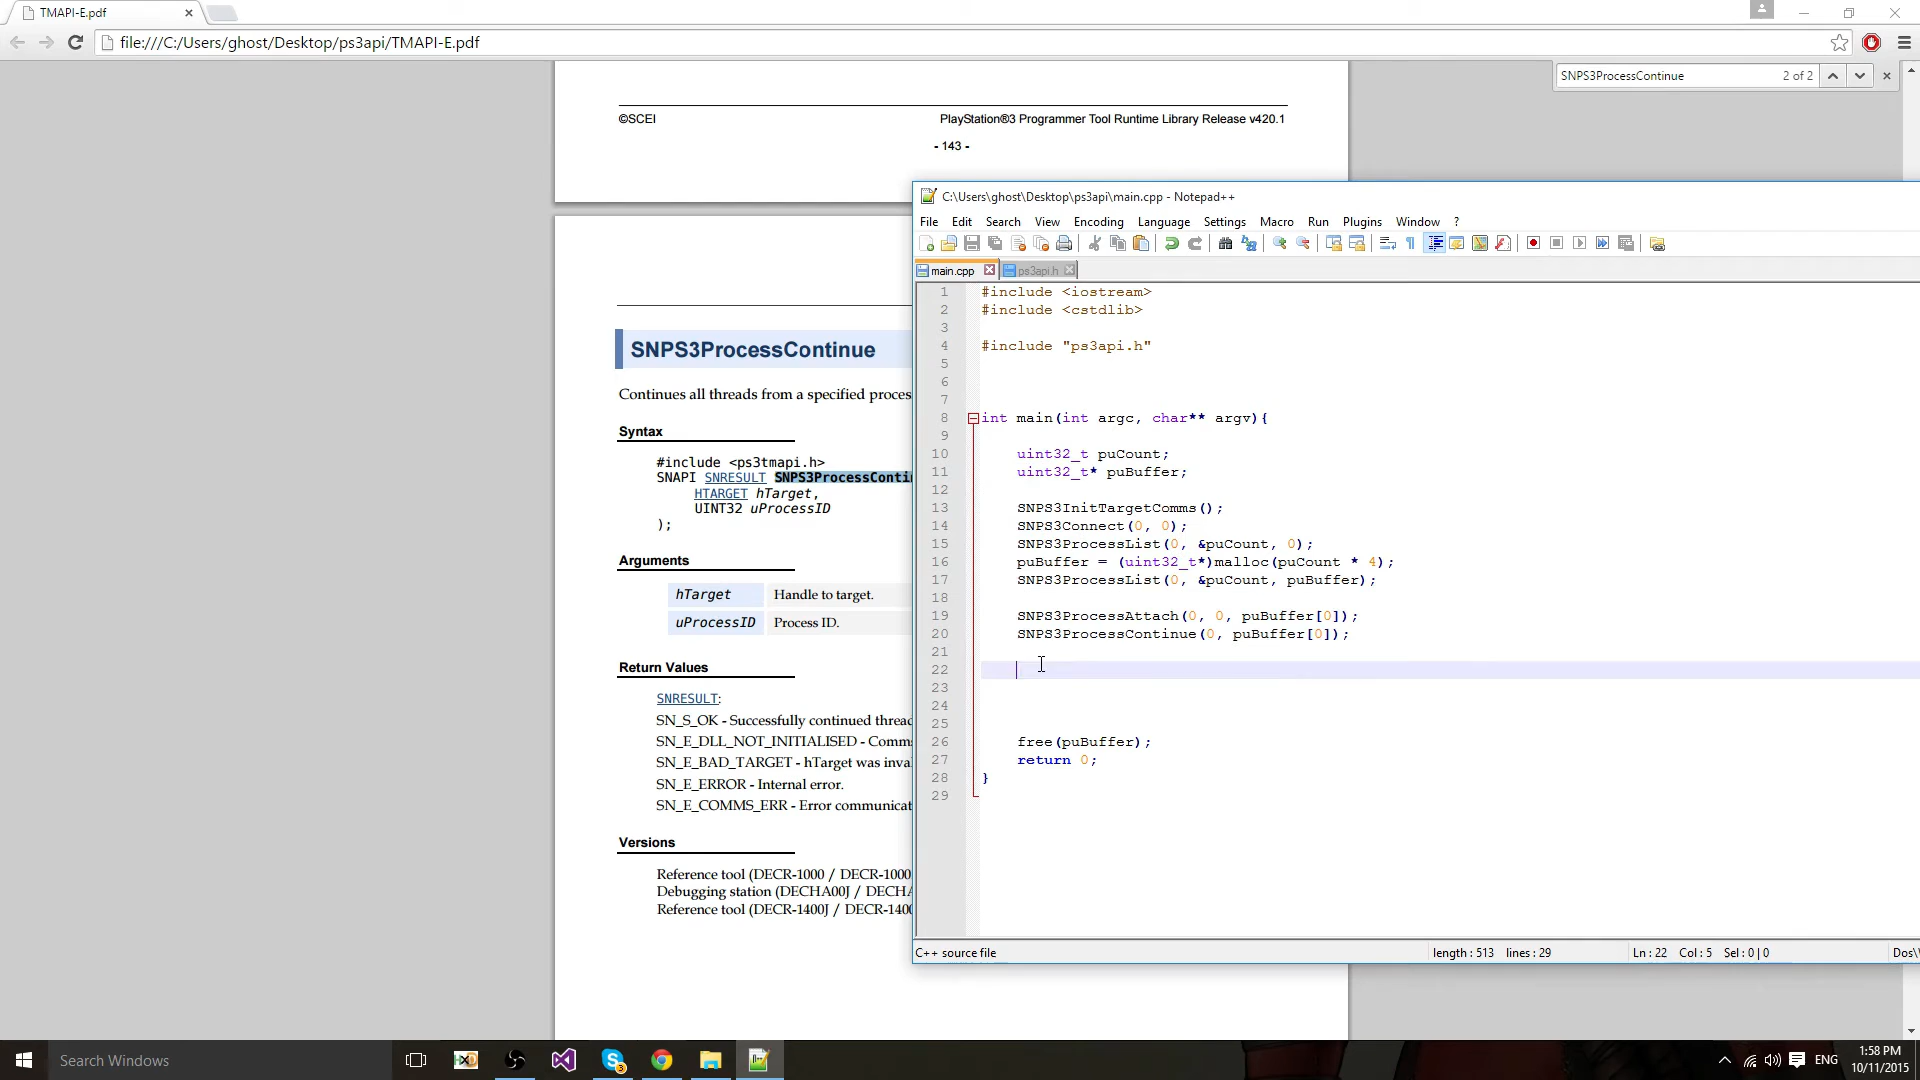 TMAPI-E.pdf
file:///C:/Users/ghost/Desktop/ps3api/TMAPI-E.pdf
SNPS3ProcessContinue 2 of 2
©SCEI PlayStation®3 Programmer Tool Runtime Library Release v420.1
- 143 -
SNPS3ProcessContinue
Continues all threads from a specified proces
Syntax
#include <ps3tmapi.h>
SNAPI SNRESULT SNPS3ProcessContin
HTARGET hTarget,
UINT32 uProcessID
);
Arguments
hTarget Handle to target.
uProcessID Process ID.
Return Values
SNRESULT:
SN_S_OK - Successfully continued threac
SN_E_DLL_NOT_INITIALISED - Comms
SN_E_BAD_TARGET - hTarget was inva
SN_E_ERROR - Internal error.
SN_E_COMMS_ERR - Error communicat
Versions
Reference tool (DECR-1000 / DECR-1000
Debugging station (DECHA00J / DECHA
Reference tool (DECR-1400J / DECR-1400
C:\Users\ghost\Desktop\ps3api\main.cpp - Notepad++
File Edit Search View Encoding Language Settings Macro Run Plugins Window ?
main.cpp ps3api.h
1 #include <iostream>
2 #include <cstdlib>
3
4 #include "ps3api.h"
5
6
7
8 int main(int argc, char** argv){
9
10 uint32_t puCount;
11 uint32_t* puBuffer;
12
13 SNPS3InitTargetComms();
14 SNPS3Connect(0, 0);
15 SNPS3ProcessList(0, &puCount, 0);
16 puBuffer = (uint32_t*)malloc(puCount * 4);
17 SNPS3ProcessList(0, &puCount, puBuffer);
18
19 SNPS3ProcessAttach(0, 0, puBuffer[0]);
20 SNPS3ProcessContinue(0, puBuffer[0]);
21
22
23
24
25
26 free(puBuffer);
27 return 0;
28 }
29
C++ source file length : 513 lines : 29 Ln : 22 Col : 5 Sel : 0 | 0 Dos\
Search Windows
3
ENG
1:58 PM
10/11/2015